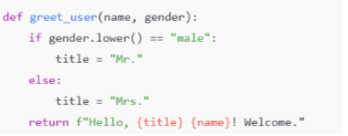 def greet_user(name, gender):
    if gender.lower() == "male":
        title = "Mr."
    else:
        title = "Mrs."
    return f"Hello, {title} {name}! Welcome."